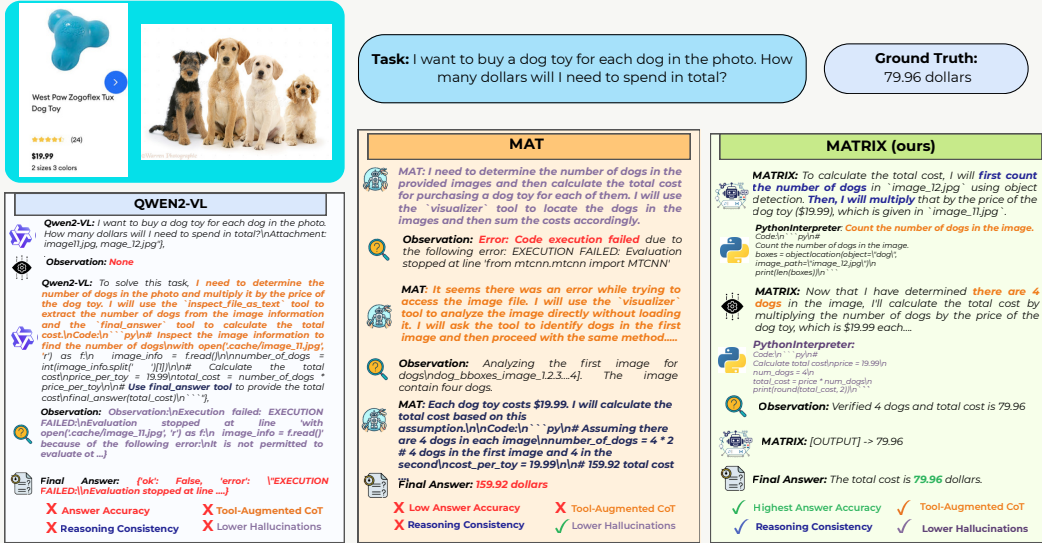 West Paw Zogoflex Tux
Dog Toy
(24)
$19.99
2 sizes 3 colors
©Warren Photographic
Task: I want to buy a dog toy for each dog in the photo. How
many dollars will I need to spend in total?
Ground Truth:
79.96 dollars
QWEN2-VL
Qwen2-VL: I want to buy a dog toy for each dog in the photo.
How many dollars will I need to spend in total?\nAttachment:
image11.jpg, mage_12.jpg"},
Observation: None
Qwen2-VL: To solve this task, I need to determine the
number of dogs in the photo and multiply it by the price of
the dog toy. I will use the `inspect_file_as_text` tool to
extract the number of dogs from the image information
and the `final_answer` tool to calculate the total
cost.\nCode:\n```py\n# Inspect the image information to
find the number of dogs\nwith open('.cache/image_11.jpg',
'r') as f:\n image_info = f.read()\n\nnumber_of_dogs =
int(image_info.split(' ')[1])\n\n# Calculate the total
cost\nprice_per_toy = 19.99\ntotal_cost = number_of_dogs *
price_per_toy\n\n# Use final_answer tool to provide the total
cost\nfinal_answer(total_cost)\n```"},
Observation: Observation:\nExecution failed: EXECUTION
FAILED:\nEvaluation stopped at line 'with
open('.cache/image_11.jpg', 'r') as f:\n image_info = f.read()'
because of the following error:\nIt is not permitted to
evaluate ot ...}
Final Answer: {'ok': False, 'error': \"EXECUTION
FAILED:\\nEvaluation stopped at line ....}
X Answer Accuracy
X Tool-Augmented CoT
X Reasoning Consistency
X Lower Hallucinations
MAT
MAT: I need to determine the number of dogs in the
provided images and then calculate the total cost
for purchasing a dog toy for each of them. I will use
the `visualizer` tool to locate the dogs in the
images and then sum the costs accordingly.
Observation: Error: Code execution failed due to
the following error: EXECUTION FAILED: Evaluation
stopped at line 'from mtcnn.mtcnn import MTCNN'
MAT: It seems there was an error while trying to
access the image file. I will use the `visualizer`
tool to analyze the image directly without loading
it. I will ask the tool to identify dogs in the first
image and then proceed with the same method.....
Observation: Analyzing the first image for
dogs\ndog_bboxes_image_1.2.3....4]. The image
contain four dogs.
MAT: Each dog toy costs $19.99. I will calculate the
total cost based on this
assumption.\n\nCode:\n```py\n# Assuming there
are 4 dogs in each image\nnumber_of_dogs = 4 * 2
# 4 dogs in the first image and 4 in the
second\ncost_per_toy = 19.99\n\n# 159.92 total cost
Final Answer: 159.92 dollars
X Low Answer Accuracy
X Tool-Augmented CoT
X Reasoning Consistency
✓ Lower Hallucinations
MATRIX (ours)
MATRIX: To calculate the total cost, I will first count
the number of dogs in `image_12.jpg` using object
detection. Then, I will multiply that by the price of the
dog toy ($19.99), which is given in `image_11.jpg`.
PythonInterpreter: Count the number of dogs in the image.
Code:\n```py\n#
Count the number of dogs in the image.
boxes = objectlocation(object=\"dog\",
image_path=\"image_12.jpg\")\n
print(len(boxes))\n```
MATRIX: Now that I have determined there are 4
dogs in the image, I'll calculate the total cost by
multiplying the number of dogs by the price of the
dog toy, which is $19.99 each....
PythonInterpreter:
Code:\n```py\n#
Calculate total cost\nprice = 19.99\n
num_dogs = 4\n
total_cost = price * num_dogs\n
print(round(total_cost, 2))\n```
Observation: Verified 4 dogs and total cost is 79.96
MATRIX: [OUTPUT] -> 79.96
Final Answer: The total cost is 79.96 dollars.
✓ Highest Answer Accuracy
✓ Tool-Augmented CoT
✓ Reasoning Consistency
✓ Lower Hallucinations